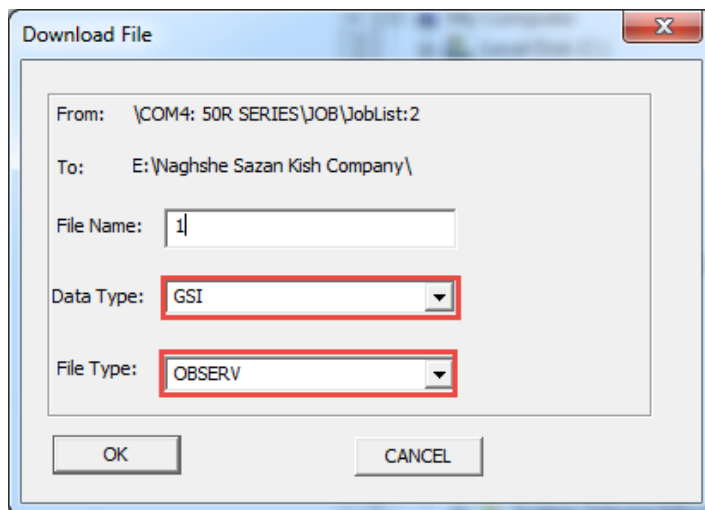 Download File
From: \COM4: 50R SERIES\JOB\JobList:2
To: E:\Naghshe Sazan Kish Company\
File Name: 1
Data Type: GSI
File Type: OBSERV
OK CANCEL